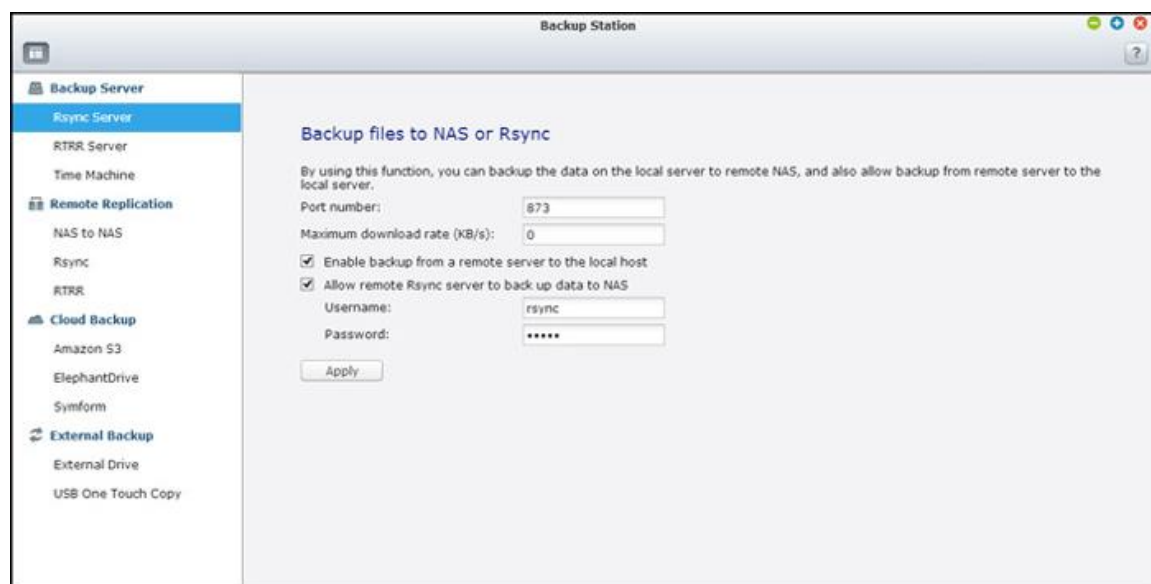 Backup Station
?
Backup Server
Rsync Server
RTRR Server
Time Machine
Remote Replication
NAS to NAS
Rsync
RTRR
Cloud Backup
Amazon S3
ElephantDrive
Symform
External Backup
External Drive
USB One Touch Copy
Backup files to NAS or Rsync
By using this function, you can backup the data on the local server to remote NAS, and also allow backup from remote server to the
local server.
Port number: 873
Maximum download rate (KB/s): 0
Enable backup from a remote server to the local host
Allow remote Rsync server to back up data to NAS
Username: rsync
Password: •••••
Apply